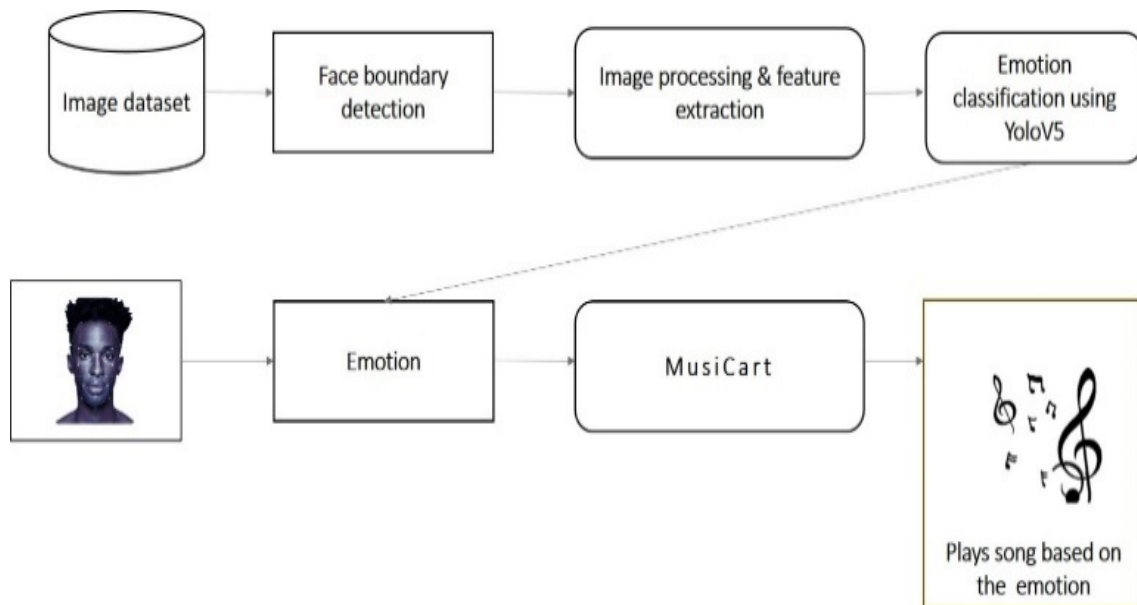 Image dataset
Face boundary
detection
Image processing & feature
extraction
Emotion
classification using
YoloV5
Emotion
MusiCart
Plays song based on
the emotion